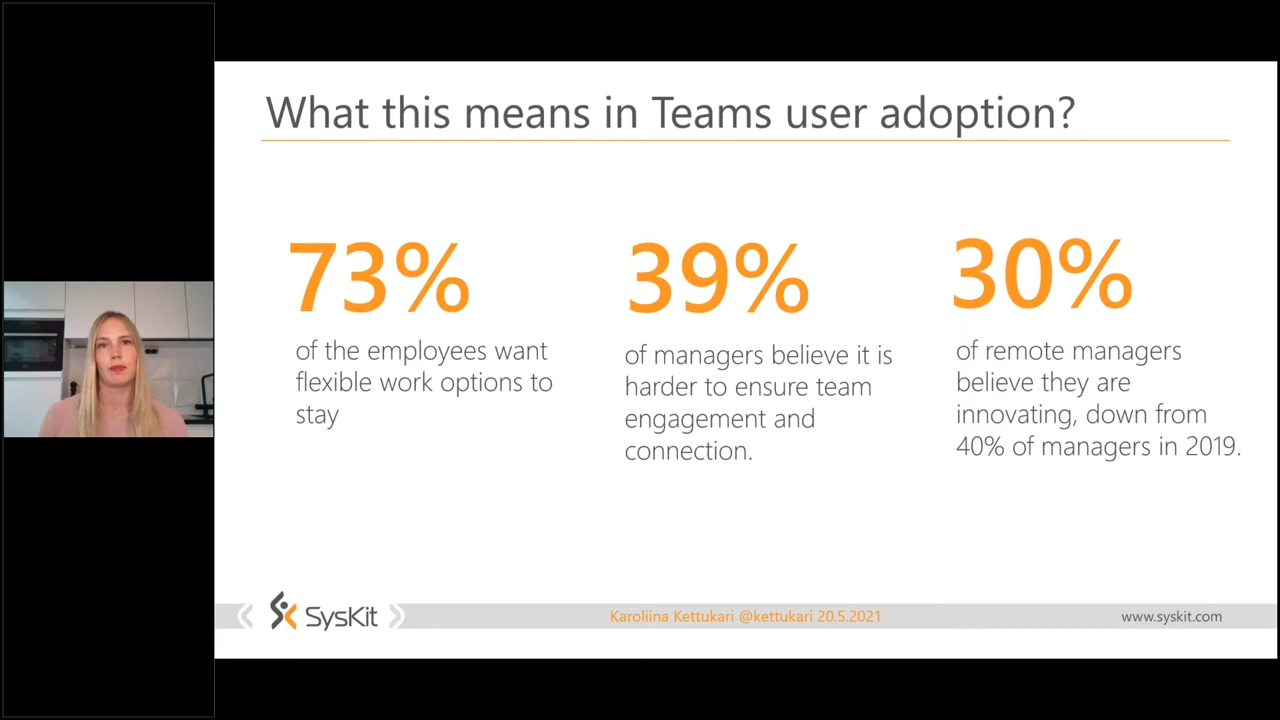 What this means in Teams user adoption?
73%
of the employees want
flexible work options to
stay
39%
of managers believe it is
harder to ensure team
engagement and
connection.
30%
of remote managers
believe they are
innovating, down from
40% of managers in 2019.
SysKit
Karoliina Kettukari @kettukari 20.5.2021
www.syskit.com